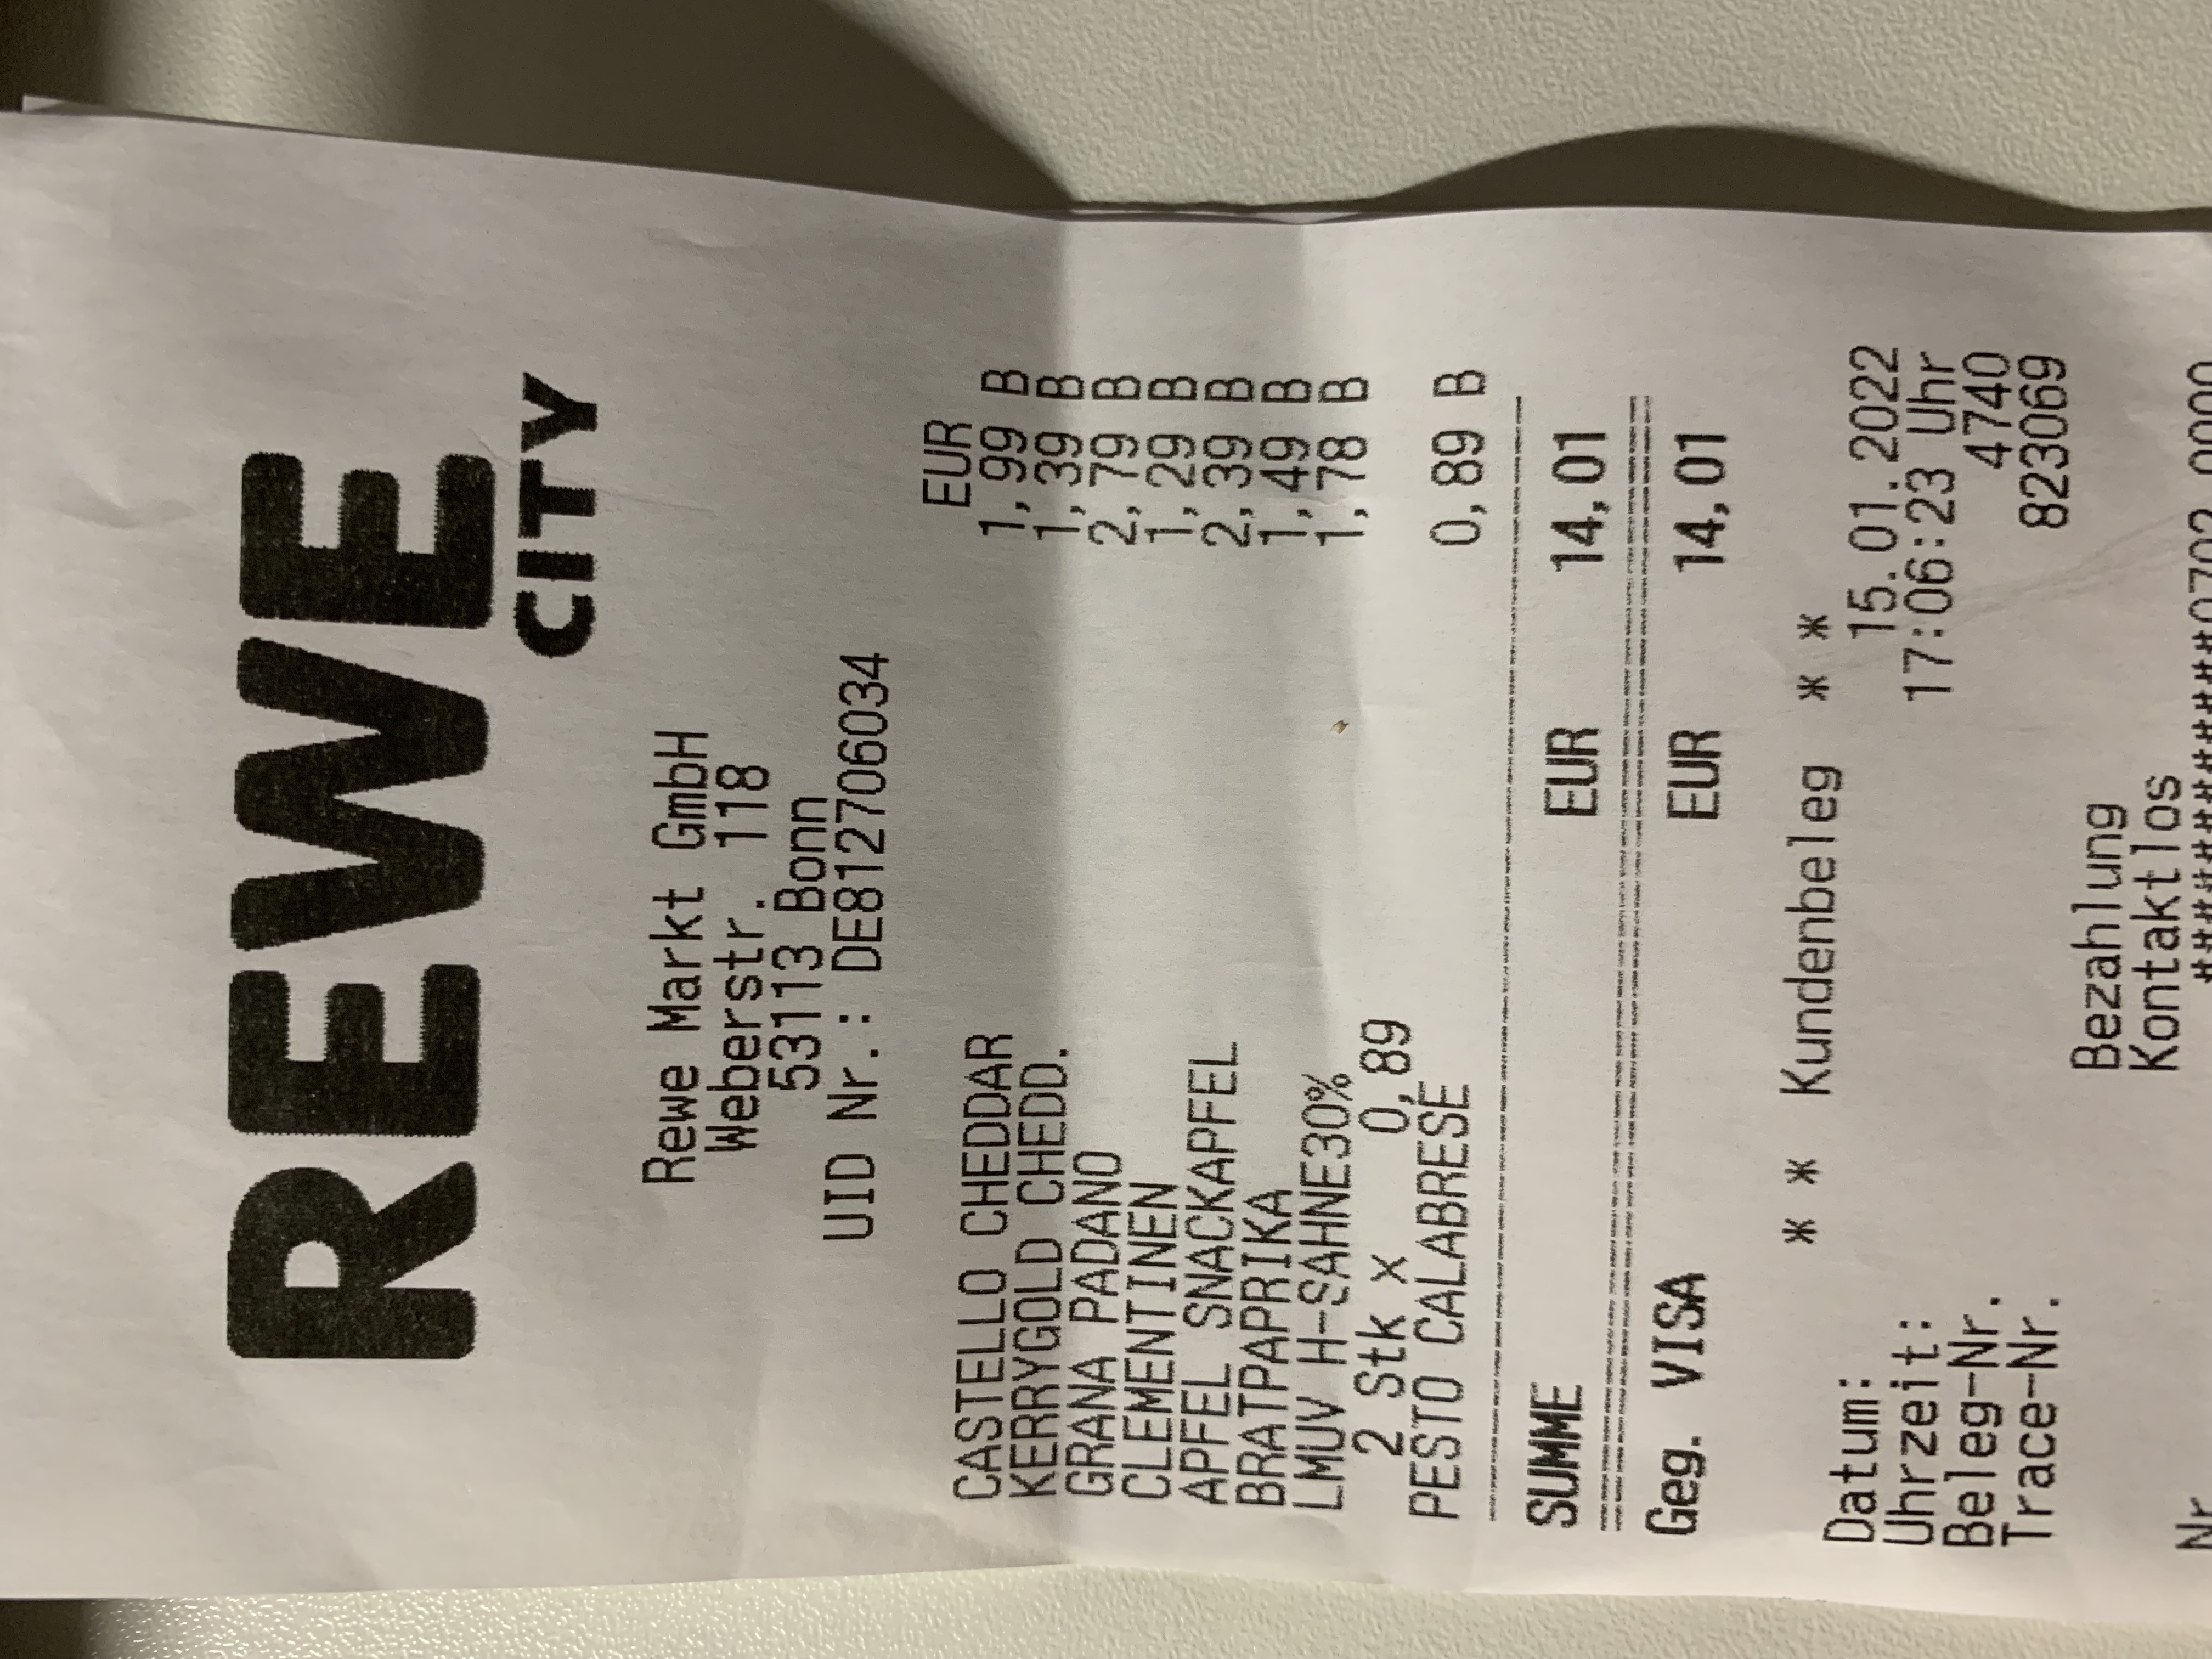 REWE
CITY
Rewe Markt GmbH
Weberstr. 118
53113 Bonn
UID Nr.: DE812706034
EUR
CASTELLO CHEDDAR 1,99 B
KERRYGOLD CHEDD. 1,39 B
GRANA PADANO 2,79 B
CLEMENTINEN 1,29 B
APFEL SNACKAPFEL 2,39 B
BRATPAPRIKA 1,49 B
LMUV H-SAHNE30% 1,78 B
2 Stk x 0,89
PESTO CALABRESE 0,89 B
SUMME EUR 14,01
Geg. VISA EUR 14,01
* * Kundenbeleg * *
Datum: 15.01.2022
Uhrzeit: 17:06:23 Uhr
Beleg-Nr. 4740
Trace-Nr. 823069
Bezahlung
Kontaktlos
Nr